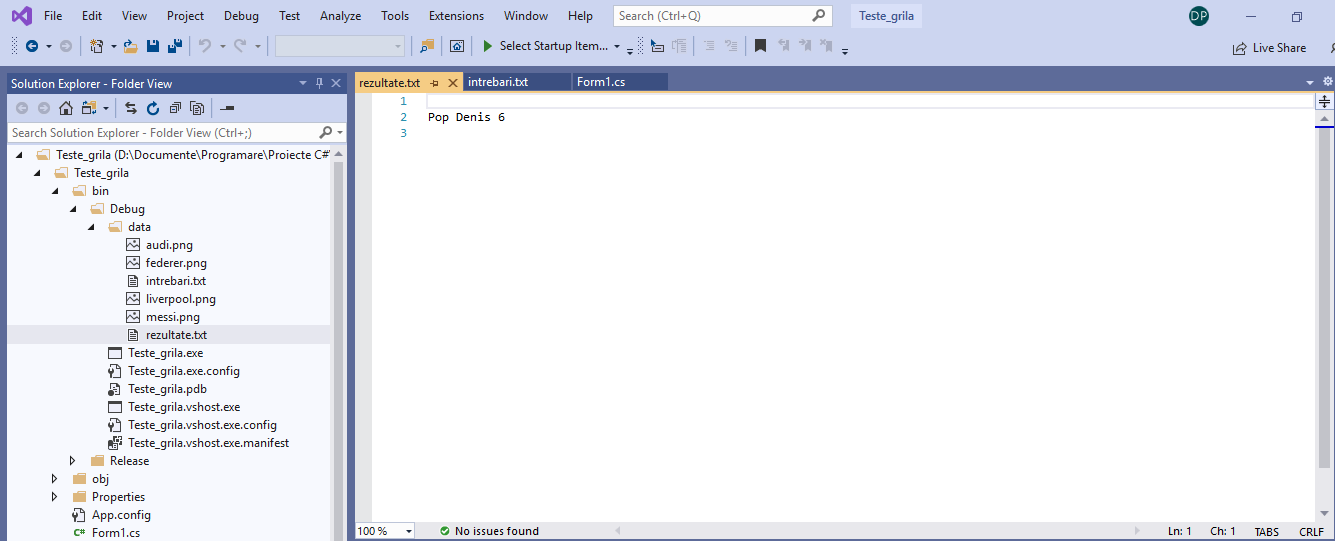 File Edit View Project Debug Test Analyze Tools Extensions Window Help Search (Ctrl+Q) Teste_grila DP
Select Startup Item... Live Share
Solution Explorer - Folder View
Search Solution Explorer - Folder View (Ctrl+;)
Teste_grila (D:\Documente\Programare\Proiecte C#
Teste_grila
bin
Debug
data
audi.png
federer.png
intrebari.txt
liverpool.png
messi.png
rezultate.txt
Teste_grila.exe
Teste_grila.exe.config
Teste_grila.pdb
Teste_grila.vshost.exe
Teste_grila.vshost.exe.config
Teste_grila.vshost.exe.manifest
Release
obj
Properties
App.config
C# Form1.cs
rezultate.txt intrebari.txt Form1.cs
1
2 Pop Denis 6
3
100 % No issues found Ln: 1 Ch: 1 TABS CRLF